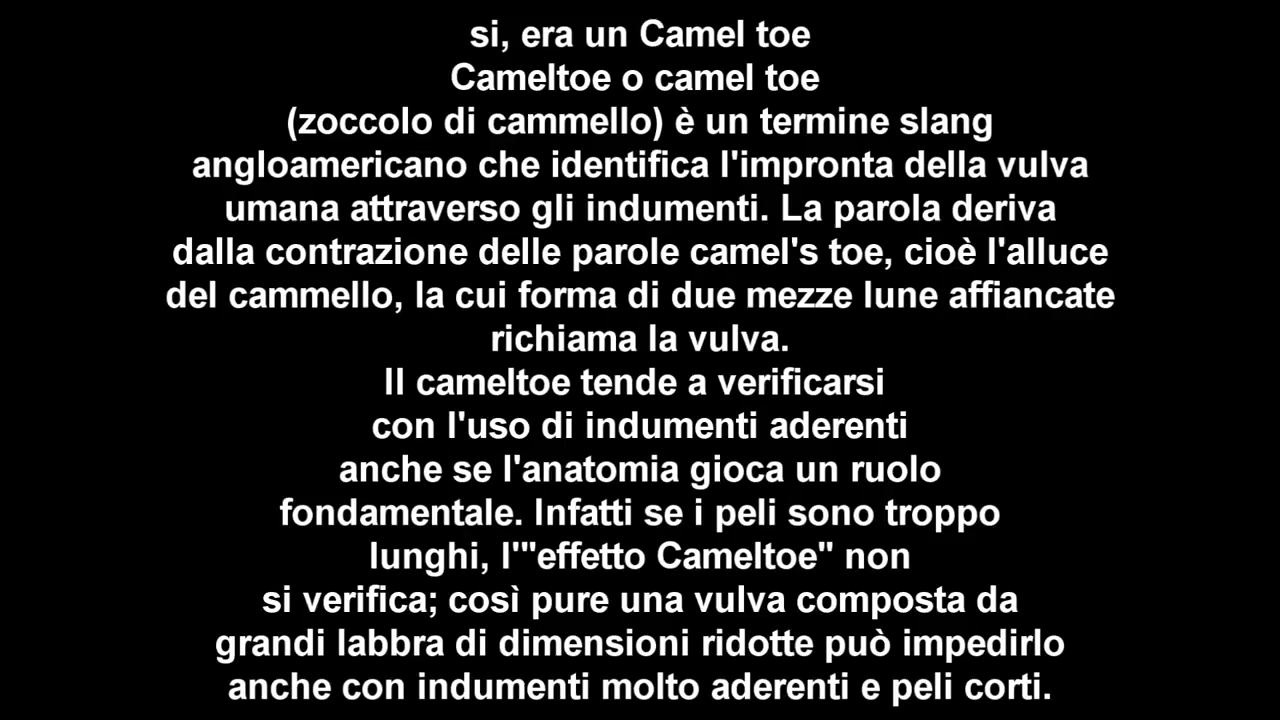 si, era un Camel toe
Cameltoe o camel toe
(zoccolo di cammello) è un termine slang
angloamericano che identifica l'impronta della vulva
umana attraverso gli indumenti. La parola deriva
dalla contrazione delle parole camel's toe, cioè l'alluce
del cammello, la cui forma di due mezze lune affiancate
richiama la vulva.
Il cameltoe tende a verificarsi
con l'uso di indumenti aderenti
anche se l'anatomia gioca un ruolo
fondamentale. Infatti se i peli sono troppo
lunghi, l'"effetto Cameltoe" non
si verifica; così pure una vulva composta da
grandi labbra di dimensioni ridotte può impedirlo
anche con indumenti molto aderenti e peli corti.